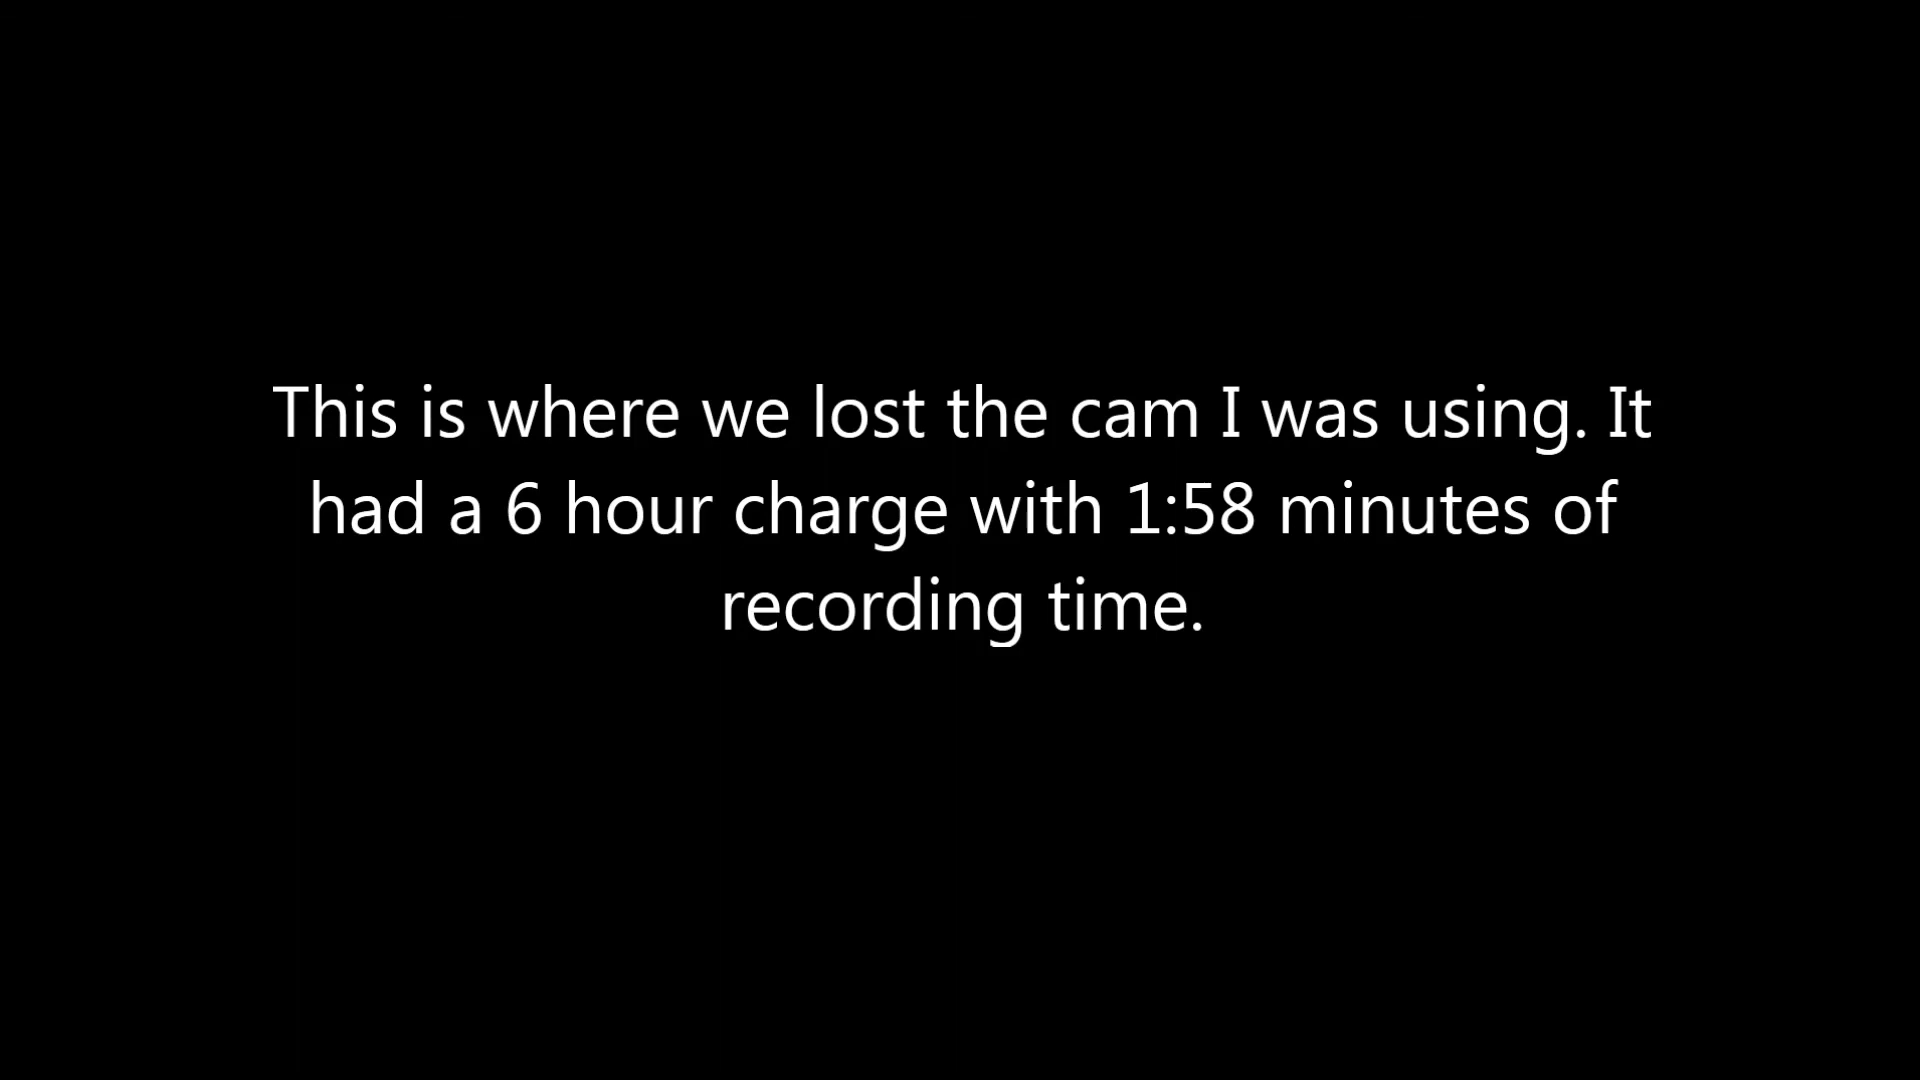 This is where we lost the cam I was using. It
had a 6 hour charge with 1:58 minutes of
recording time.